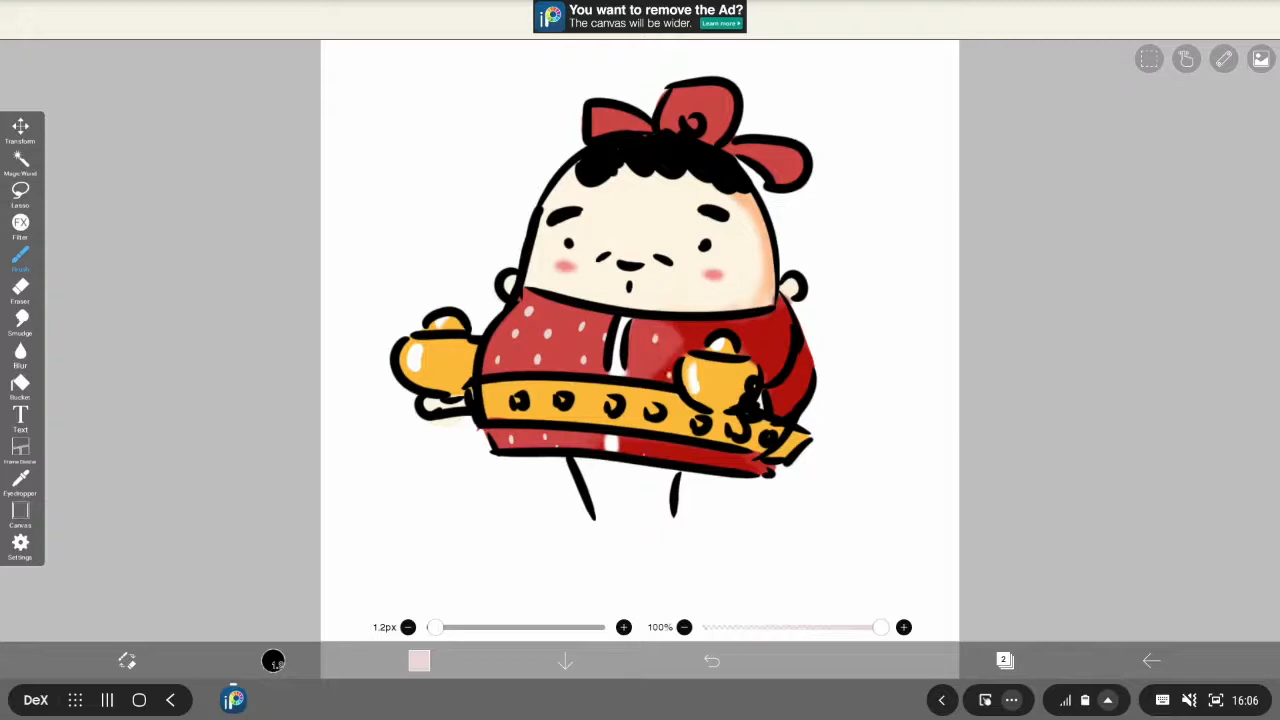 You want to remove the Ad?
The canvas will be wider.
Learn more
Transform
Magic Wand
Lasso
FX
Filter
Brush
Eraser
Smudge
Blur
Bucket
T
Text
Frame Divider
Eyedropper
Canvas
Settings
1.2px
100%
2
DeX
16:06